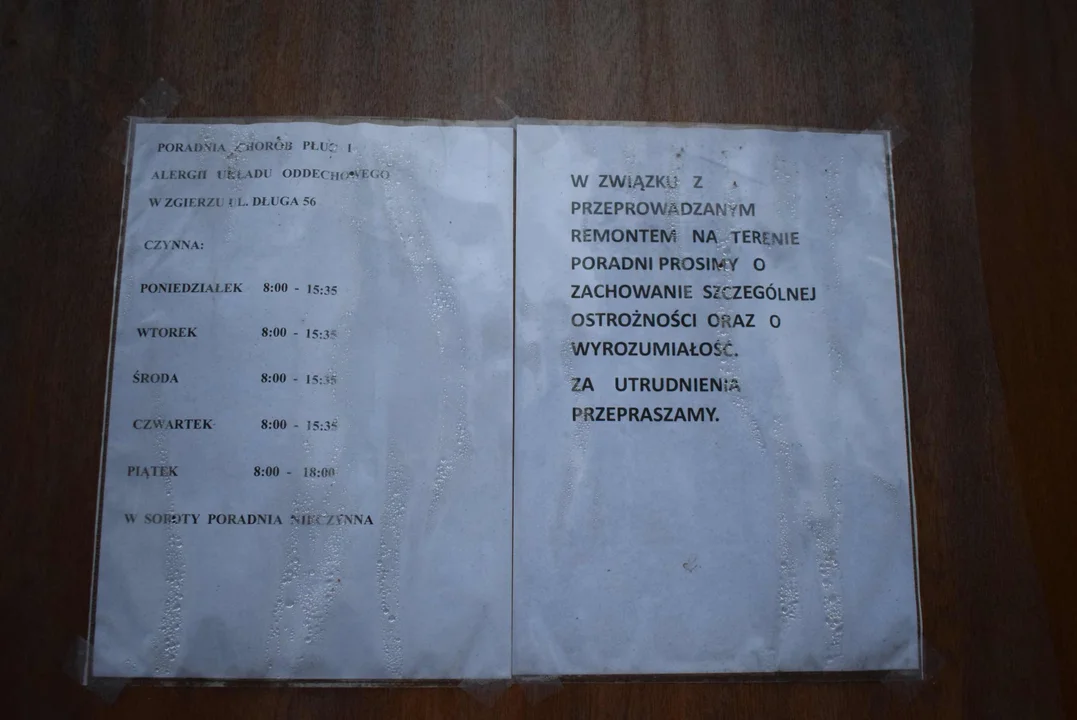 PORADNIA CHORÓB PŁUC I
ALERGII UKŁADU ODDECHOWEGO
W ZGIERZU UL. DŁUGA 56
CZYNNA:
PONIEDZIAŁEK 8:00 - 15:35
WTOREK 8:00 - 15:35
ŚRODA 8:00 - 15:35
CZWARTEK 8:00 - 15:35
PIĄTEK 8:00 - 18:00
W SOBOTY PORADNIA NIECZYNNA
W ZWIĄZKU Z
PRZEPROWADZANYM
REMONTEM NA TERENIE
PORADNI PROSIMY O
ZACHOWANIE SZCZEGÓLNEJ
OSTROŻNOŚCI ORAZ O
WYROZUMIAŁOŚĆ.
ZA UTRUDNIENIA
PRZEPRASZAMY.